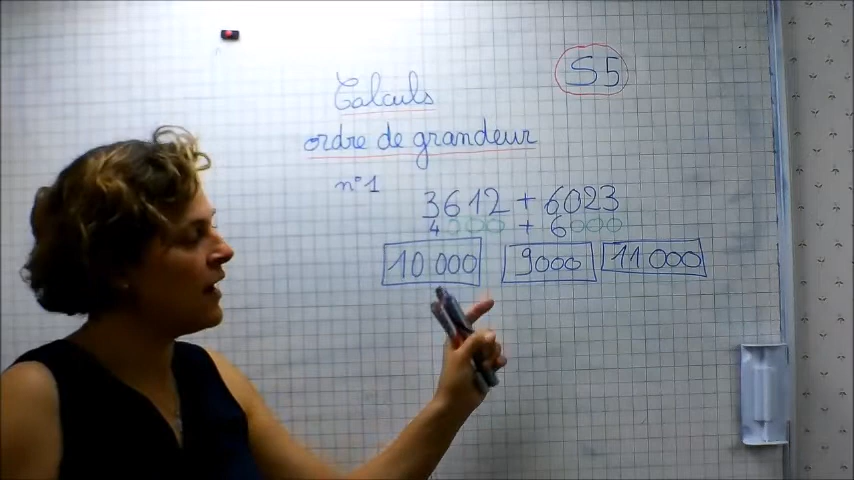 S5
Calculs
ordre de grandeur
n°1
3612 + 6023
4000 + 6000
10 000 9000 11 000